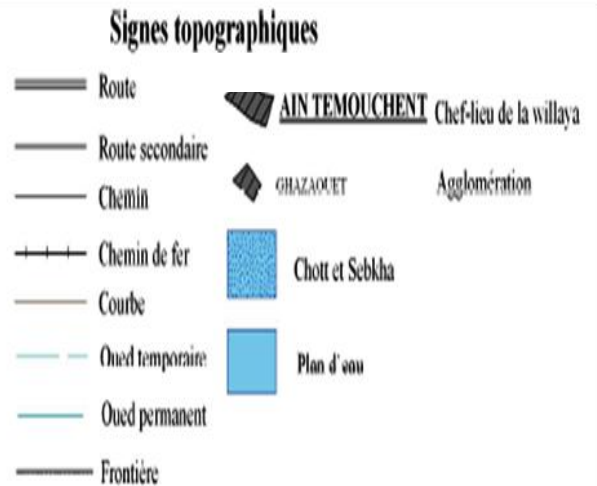 Signes topographiques
Route
Route secondaire
Chemin
Chemin de fer
Courbe
Oued temporaire
Oued permanent
Frontière
AIN TEMOUCHENT Chef-lieu de la willaya
GHAZAOUET Agglomération
Chott et Sebkha
Plan d'eau